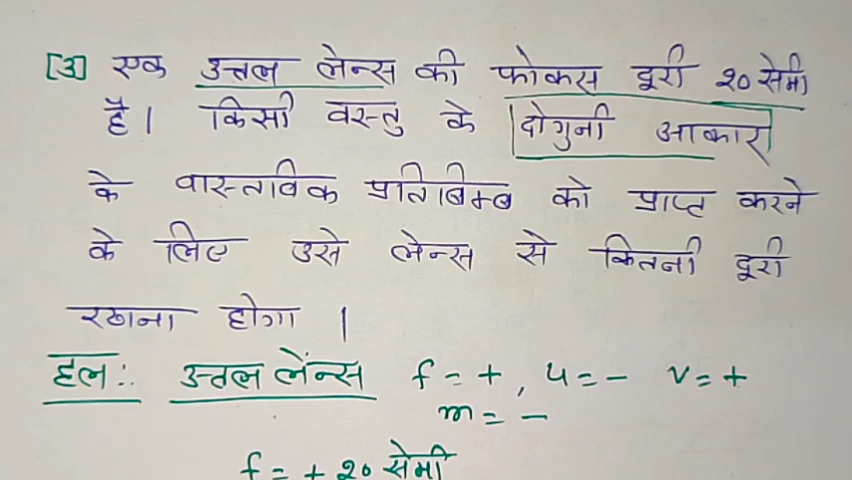 [3] एक उत्तल लेन्स की फोकस दूरी 20 सेमी
है। किसी वस्तु के दोगुनी आकार
के वास्तविक प्रतिबिम्ब को प्राप्त करने
के लिए उसे लेन्स से कितनी दूरी
रखना होगा।
हल:. उत्तल लेंन्स f = + , u = - v = +
m = -
f = + 20 सेमी